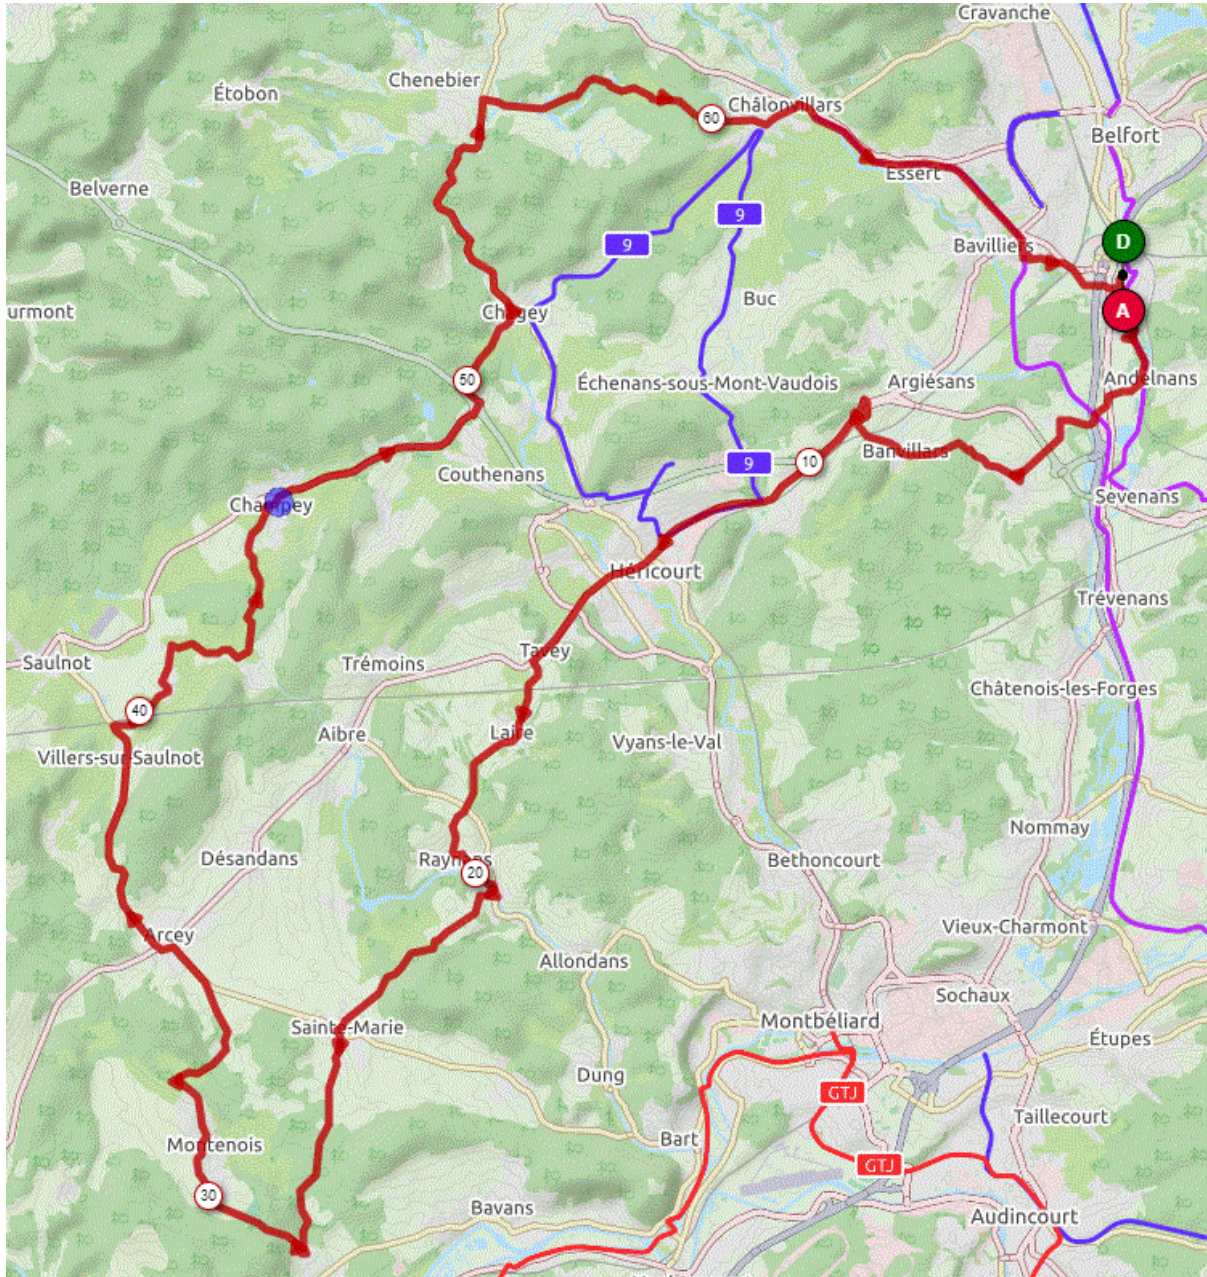 Cravanche
Chenebier
Étobon
Châlonvillars
60
Belfort
Essert
Belverne
9
9
D
Bavilliers
Buc
urmont
Chagey
A
50
Échenans-sous-Mont-Vaudois
Argiésans
Andelnans
Banvillars
10
9
Couthenans
Sevenans
Champey
Héricourt
Trévenans
Tavey
Saulnot
Trémoins
Châtenois-les-Forges
40
Aibre
Laire
Vyans-le-Val
Villers-sur-Saulnot
Nommay
Désandans
Raynans
20
Bethoncourt
Arcey
Vieux-Charmont
Allondans
Sochaux
Sainte-Marie
Montbéliard
Étupes
Dung
GTJ
Taillecourt
Montenois
Bart
GTJ
30
Bavans
Audincourt